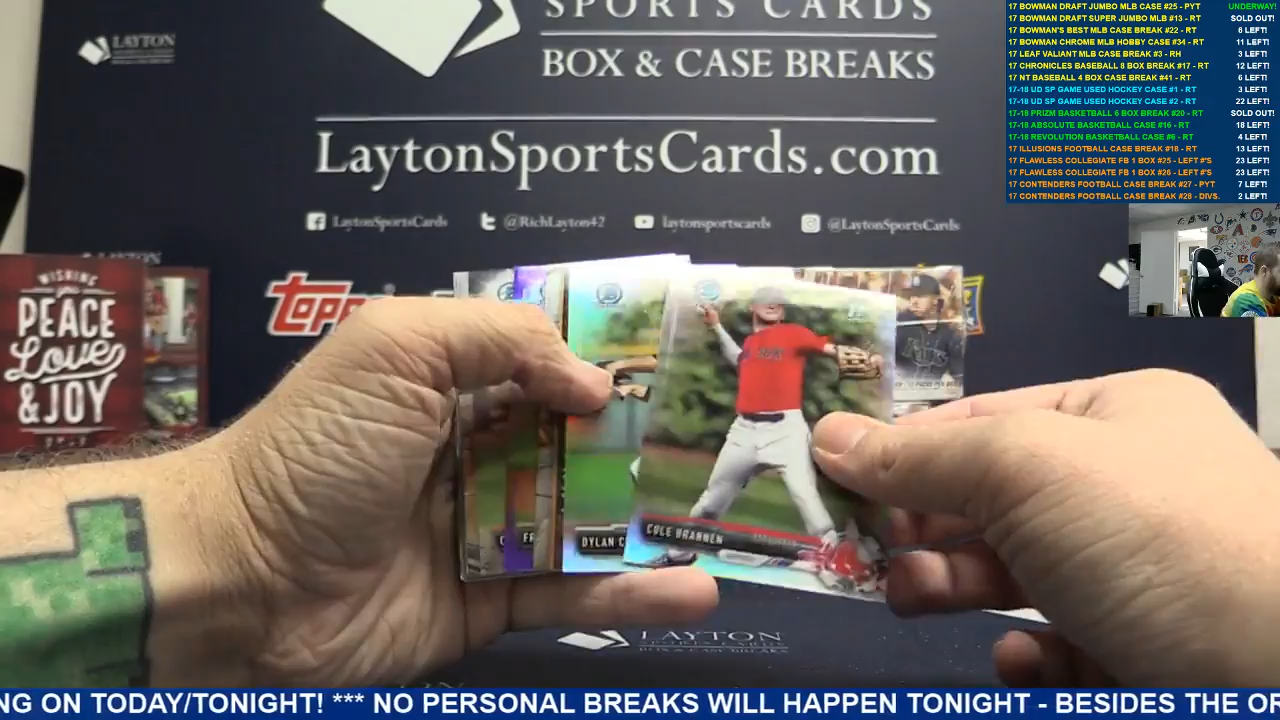 SPORTS CARDS
BOX & CASE BREAKS
LaytonSportsCards.com
LaytonSportsCards
@RichLayton42
laytonsportscards
@LaytonSportsCards
LAYTON
17 BOWMAN DRAFT JUMBO MLB CASE #25 - PYT UNDERWAY!
17 BOWMAN DRAFT SUPER JUMBO MLB #13 - RT SOLD OUT!
17 BOWMAN'S BEST MLB CASE BREAK #22 - RT 6 LEFT!
17 BOWMAN CHROME MLB HOBBY CASE #34 - RT 11 LEFT!
17 LEAF VALIANT MLB CASE BREAK #3 - RH 3 LEFT!
17 CHRONICLES BASEBALL 8 BOX BREAK #17 - RT 12 LEFT!
17 NT BASEBALL 4 BOX CASE BREAK #41 - RT 6 LEFT!
17-18 UD SP GAME USED HOCKEY CASE #1 - RT 3 LEFT!
17-18 UD SP GAME USED HOCKEY CASE #2 - RT 22 LEFT!
17-18 PRIZM BASKETBALL 6 BOX BREAK #20 - RT SOLD OUT!
17-18 ABSOLUTE BASKETBALL CASE #16 - RT 18 LEFT!
17-18 REVOLUTION BASKETBALL CASE #6 - RT 4 LEFT!
17 ILLUSIONS FOOTBALL CASE BREAK #18 - RT 13 LEFT!
17 FLAWLESS COLLEGIATE FB 1 BOX #25 - LEFT #'S 23 LEFT!
17 FLAWLESS COLLEGIATE FB 1 BOX #26 - LEFT #'S 23 LEFT!
17 CONTENDERS FOOTBALL CASE BREAK #27 - PYT 7 LEFT!
17 CONTENDERS FOOTBALL CASE BREAK #28 - DIVS. 2 LEFT!
WISHING
you
PEACE
Love
& JOY
TOPP
FR
DYLAN C
COLE BRANNEN
LAYTON
SPORTS CARDS
BOX & CASE BREAKS
NG ON TODAY/TONIGHT! *** NO PERSONAL BREAKS WILL HAPPEN TONIGHT - BESIDES THE OR